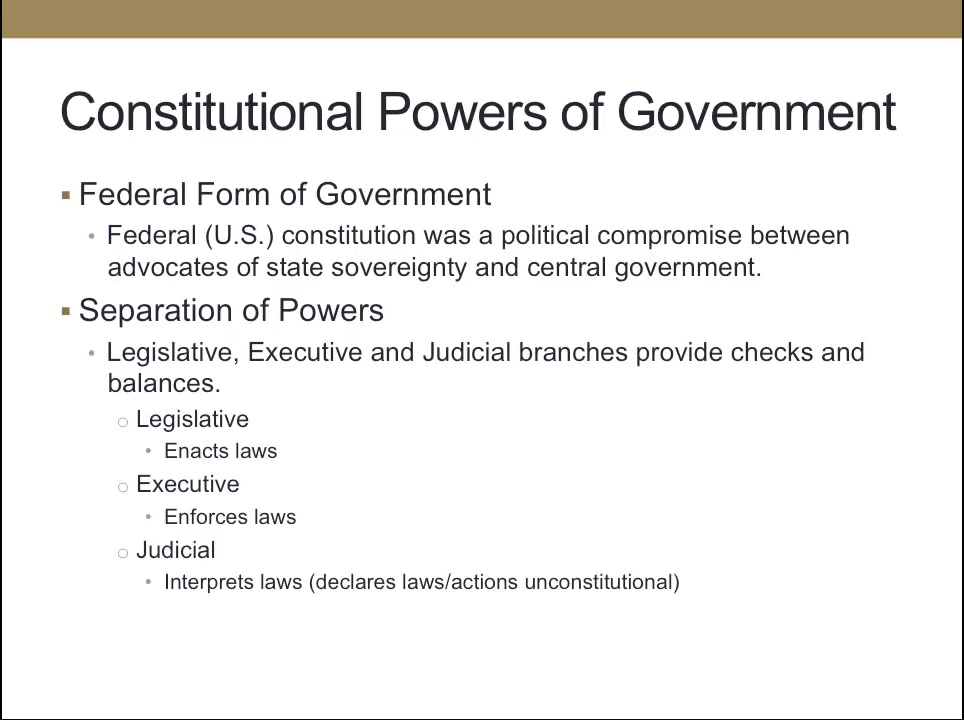 Constitutional Powers of Government
▪ Federal Form of Government
• Federal (U.S.) constitution was a political compromise between
advocates of state sovereignty and central government.
▪ Separation of Powers
• Legislative, Executive and Judicial branches provide checks and
balances.
○ Legislative
• Enacts laws
○ Executive
• Enforces laws
○ Judicial
• Interprets laws (declares laws/actions unconstitutional)